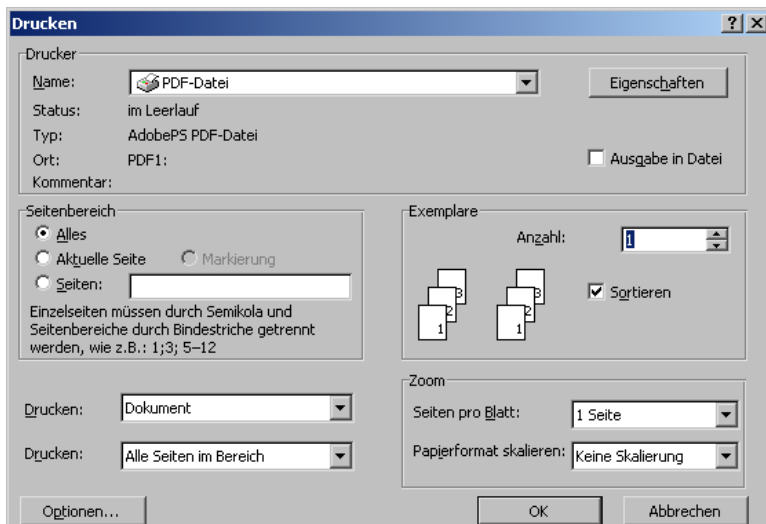 Drucken
Drucker
Name: PDF-Datei Eigenschaften
Status: im Leerlauf
Typ: AdobePS PDF-Datei
Ort: PDF1: Ausgabe in Datei
Kommentar:
Seitenbereich
Alles
Aktuelle Seite Markierung
Seiten:
Einzelseiten müssen durch Semikola und
Seitenbereiche durch Bindestriche getrennt
werden, wie z.B.: 1;3; 5–12
Exemplare
Anzahl: 1
3 3
2 2
1 1
Sortieren
Drucken: Dokument
Drucken: Alle Seiten im Bereich
Zoom
Seiten pro Blatt: 1 Seite
Papierformat skalieren: Keine Skalierung
Optionen... OK Abbrechen